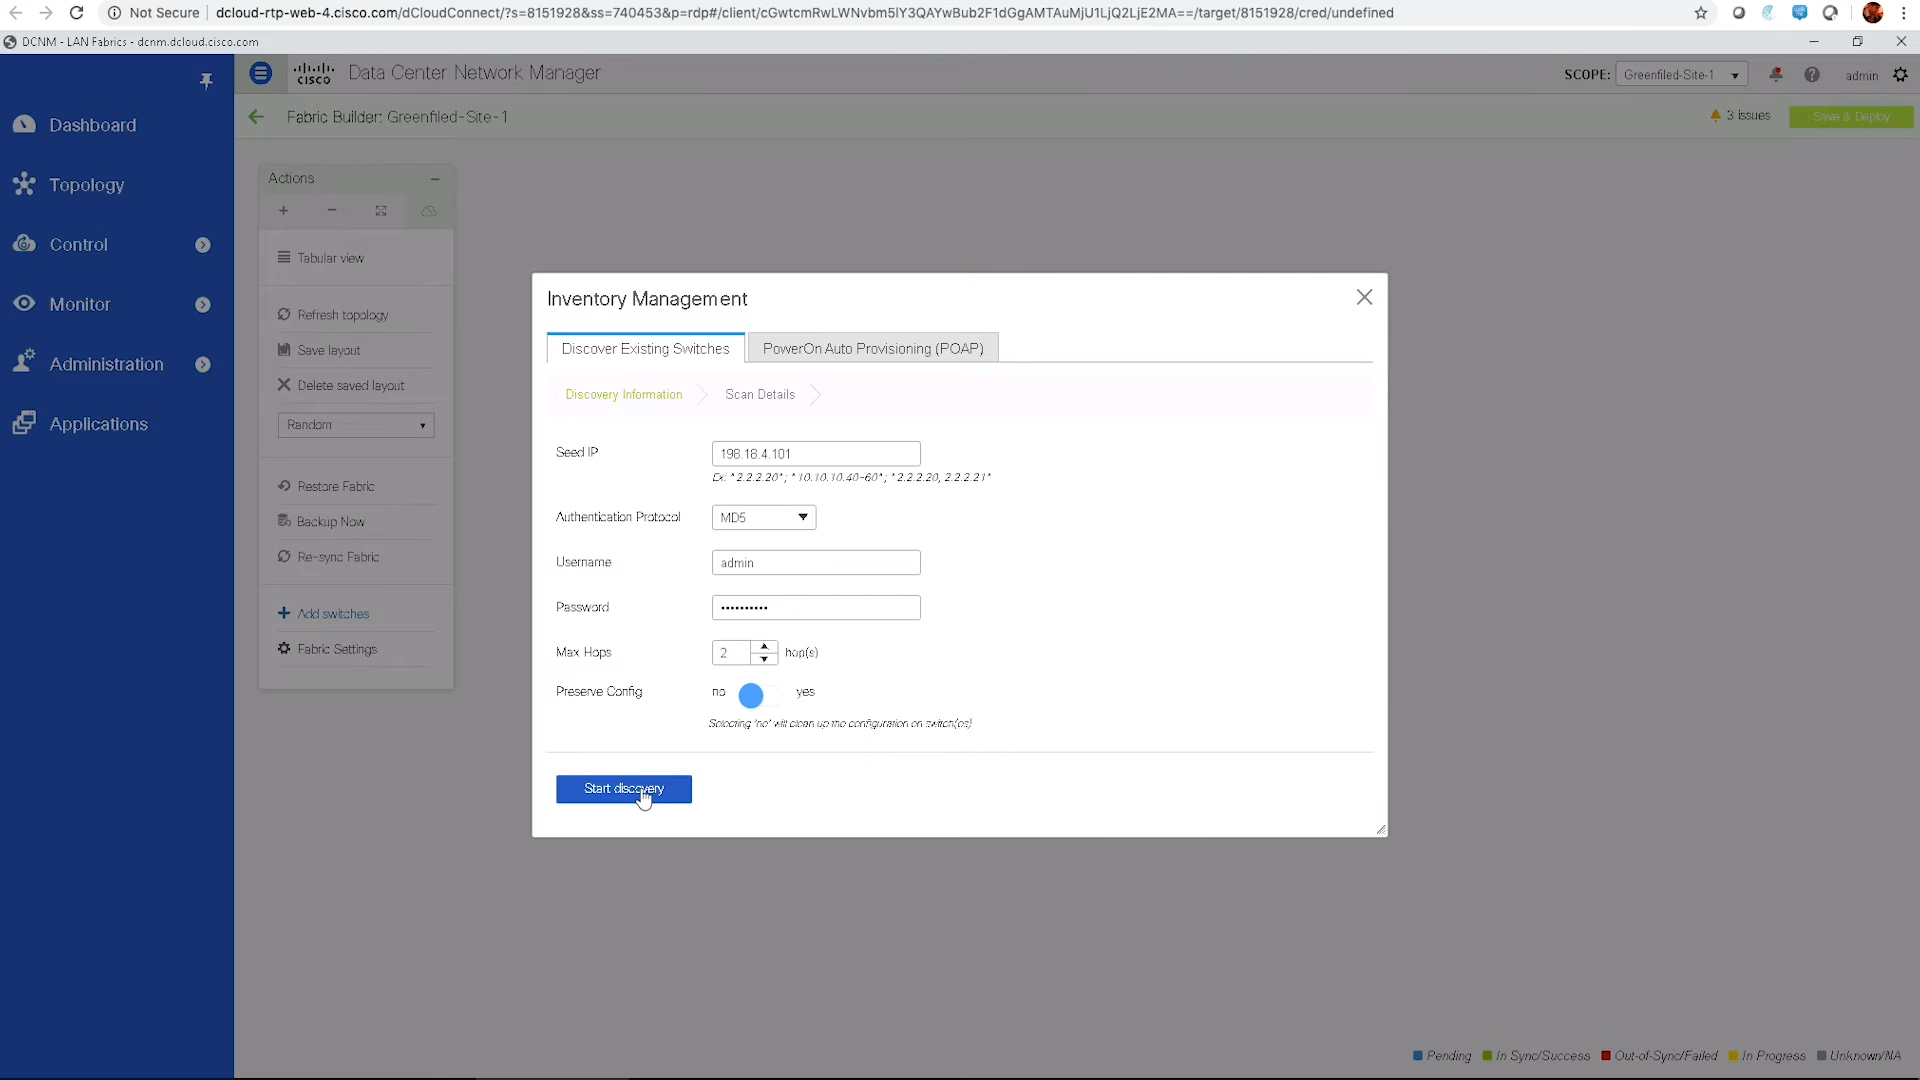 Not Secure | dcloud-rtp-web-4.cisco.com/dCloudConnect/?s=8151928&ss=740453&p=rdp#/client/cGwtcmRwLWNvbm5lY3QAYwBub2F1dGgAMTAuMjU1LjQ2LjE2MA==/target/8151928/cred/undefined
DCNM - LAN Fabrics - dcnm.dcloud.cisco.com
cisco Data Center Network Manager
SCOPE: Greenfiled-Site-1
admin
Fabric Builder: Greenfiled-Site-1
3 issues
Save & Deploy
Dashboard
Topology
Control
Monitor
Administration
Applications
Actions
Tabular view
Refresh topology
Save layout
Delete saved layout
Random
Restore Fabric
Backup Now
Re-sync Fabric
Add switches
Fabric Settings
Inventory Management
Discover Existing Switches
PowerOn Auto Provisioning (POAP)
Discovery Information
Scan Details
Seed IP 198.18.4.101
Ex: "2.2.2.20"; "10.10.10.40-60"; "2.2.2.20, 2.2.2.21"
Authentication Protocol MD5
Username admin
Password ••••••••••
Max Hops 2 hop(s)
Preserve Config no yes
Selecting 'no' will clean up the configuration on switch(es)
Start discovery
Pending In Sync/Success Out-of-Sync/Failed In Progress Unknown/NA